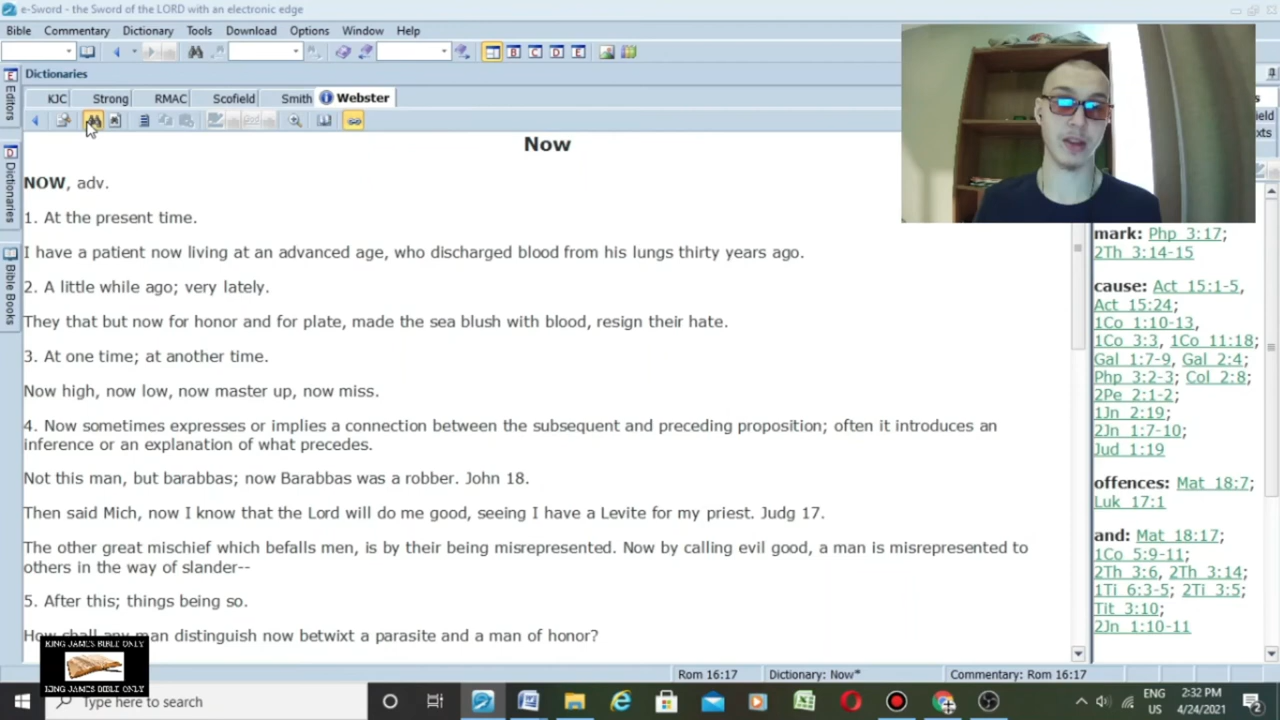 e-Sword - the Sword of the LORD with an electronic edge
Bible Commentary Dictionary Tools Download Options Window Help
B C D E
Dictionaries
KJC Strong RMAC Scofield Smith Webster
Editors
Dictionaries
Bible Books
Now
NOW, adv.
1. At the present time.
I have a patient now living at an advanced age, who discharged blood from his lungs thirty years ago.
2. A little while ago; very lately.
They that but now for honor and for plate, made the sea blush with blood, resign their hate.
3. At one time; at another time.
Now high, now low, now master up, now miss.
4. Now sometimes expresses or implies a connection between the subsequent and preceding proposition; often it introduces an
inference or an explanation of what precedes.
Not this man, but barabbas; now Barabbas was a robber. John 18.
Then said Mich, now I know that the Lord will do me good, seeing I have a Levite for my priest. Judg 17.
The other great mischief which befalls men, is by their being misrepresented. Now by calling evil good, a man is misrepresented to
others in the way of slander--
5. After this; things being so.
How shall any man distinguish now betwixt a parasite and a man of honor?
mark: Php 3:17;
2Th 3:14-15
cause: Act 15:1-5,
Act 15:24;
1Co 1:10-13,
1Co 3:3, 1Co 11:18;
Gal 1:7-9, Gal 2:4;
Php 3:2-3; Col 2:8;
2Pe 2:1-2;
1Jn 2:19;
2Jn 1:7-10;
Jud 1:19
offences: Mat 18:7;
Luk 17:1
and: Mat 18:17;
1Co 5:9-11;
2Th 3:6, 2Th 3:14;
1Ti 6:3-5; 2Ti 3:5;
Tit 3:10;
2Jn 1:10-11
KING JAMES BIBLE ONLY
KING JAMES BIBLE ONLY
Rom 16:17 Dictionary: Now* Commentary: Rom 16:17
Type here to search
ENG
US
2:32 PM
4/24/2021
2